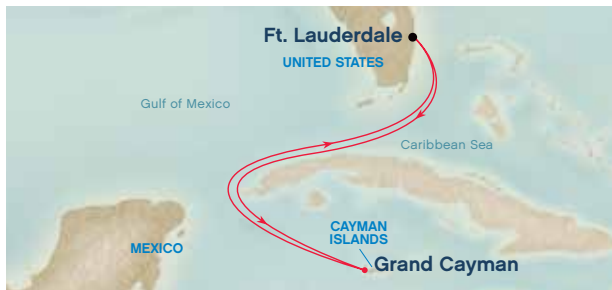 Ft. Lauderdale
UNITED STATES
Gulf of Mexico
Caribbean Sea
CAYMAN
ISLANDS
MEXICO
Grand Cayman